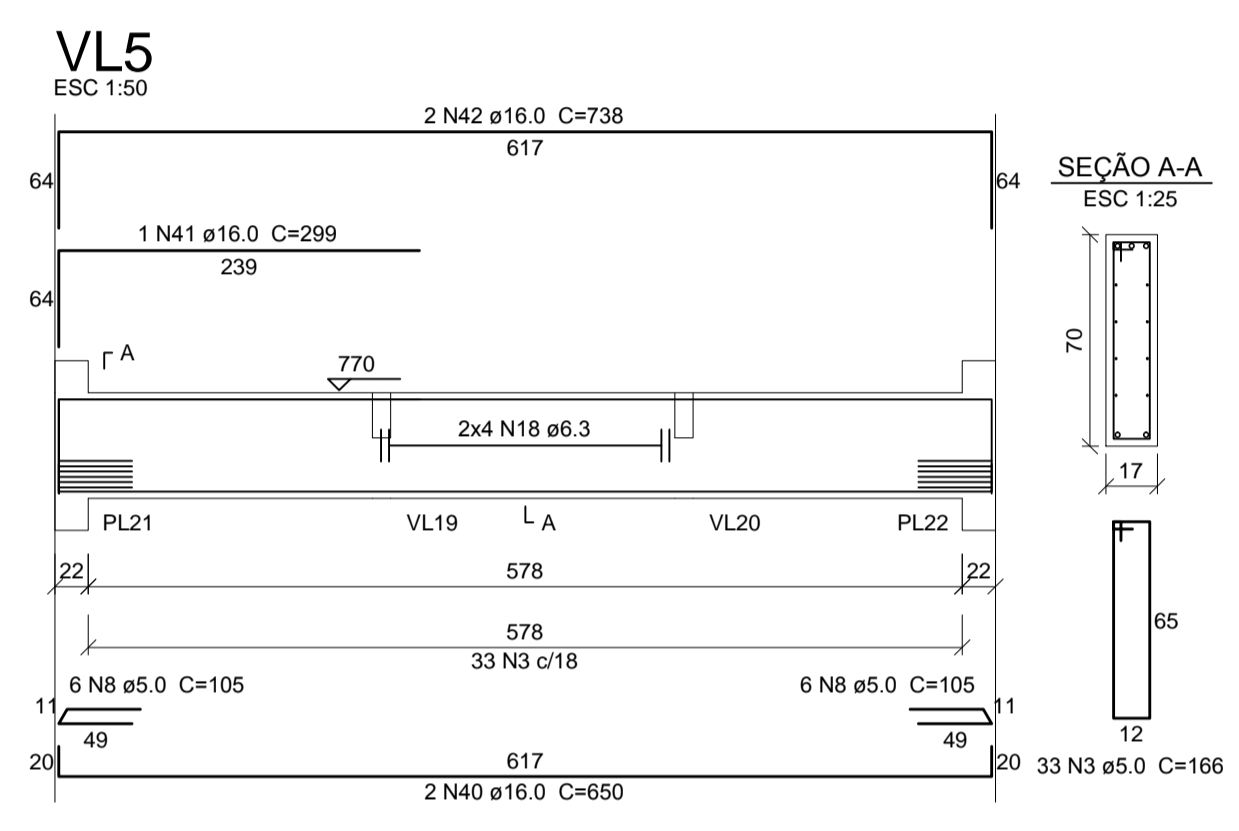 VL5
ESC 1:50
2 N42 ø16.0 C=738
617
64
64
SEÇÃO A-A
ESC 1:25
1 N41 ø16.0 C=299
239
64
A
770
2x4 N18 ø6.3
70
17
PL21
VL19
A
VL20
PL22
22
578
22
578
33 N3 c/18
65
12
33 N3 ø5.0 C=166
6 N8 ø5.0 C=105
11
49
6 N8 ø5.0 C=105
11
49
20
617
20
2 N40 ø16.0 C=650